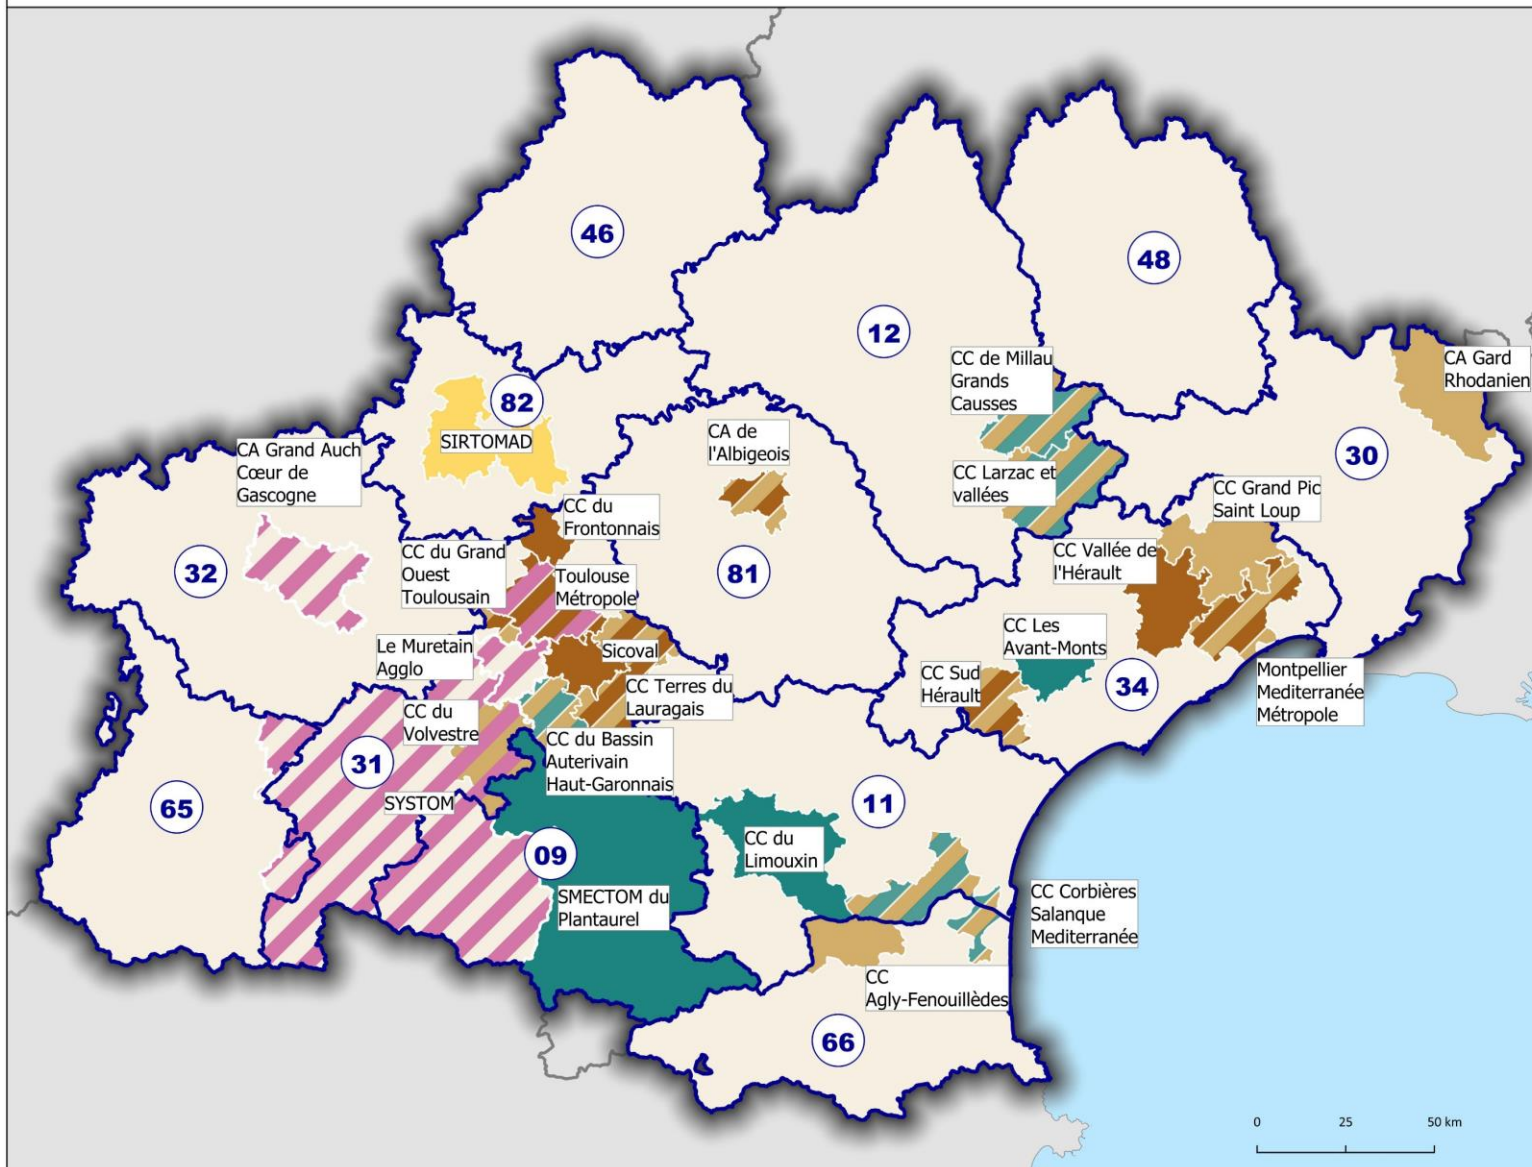 46
48
12
CC de Millau
Grands
Causses
CA Gard
Rhodanien
82
SIRTOMAD
CA de
l'Albigeois
30
CA Grand Auch
Cœur de
Gascogne
CC Larzac et
vallées
CC Grand Pic
Saint Loup
CC du
Frontonnais
CC du Grand
Ouest
Toulousain
Toulouse
Métropole
CC Vallée de
l'Hérault
32
81
Le Muretain
Agglo
Sicoval
CC Les
Avant-Monts
CC Sud
Hérault
34
Montpellier
Mediterranée
Métropole
CC Terres du
Lauragais
CC du
Volvestre
CC du Bassin
Auterivain
Haut-Garonnais
31
SYSTOM
65
11
09
CC du
Limouxin
SMECTOM du
Plantaurel
CC Corbières
Salanque
Mediterranée
CC
Agly-Fenouillèdes
66
0 25 50 km